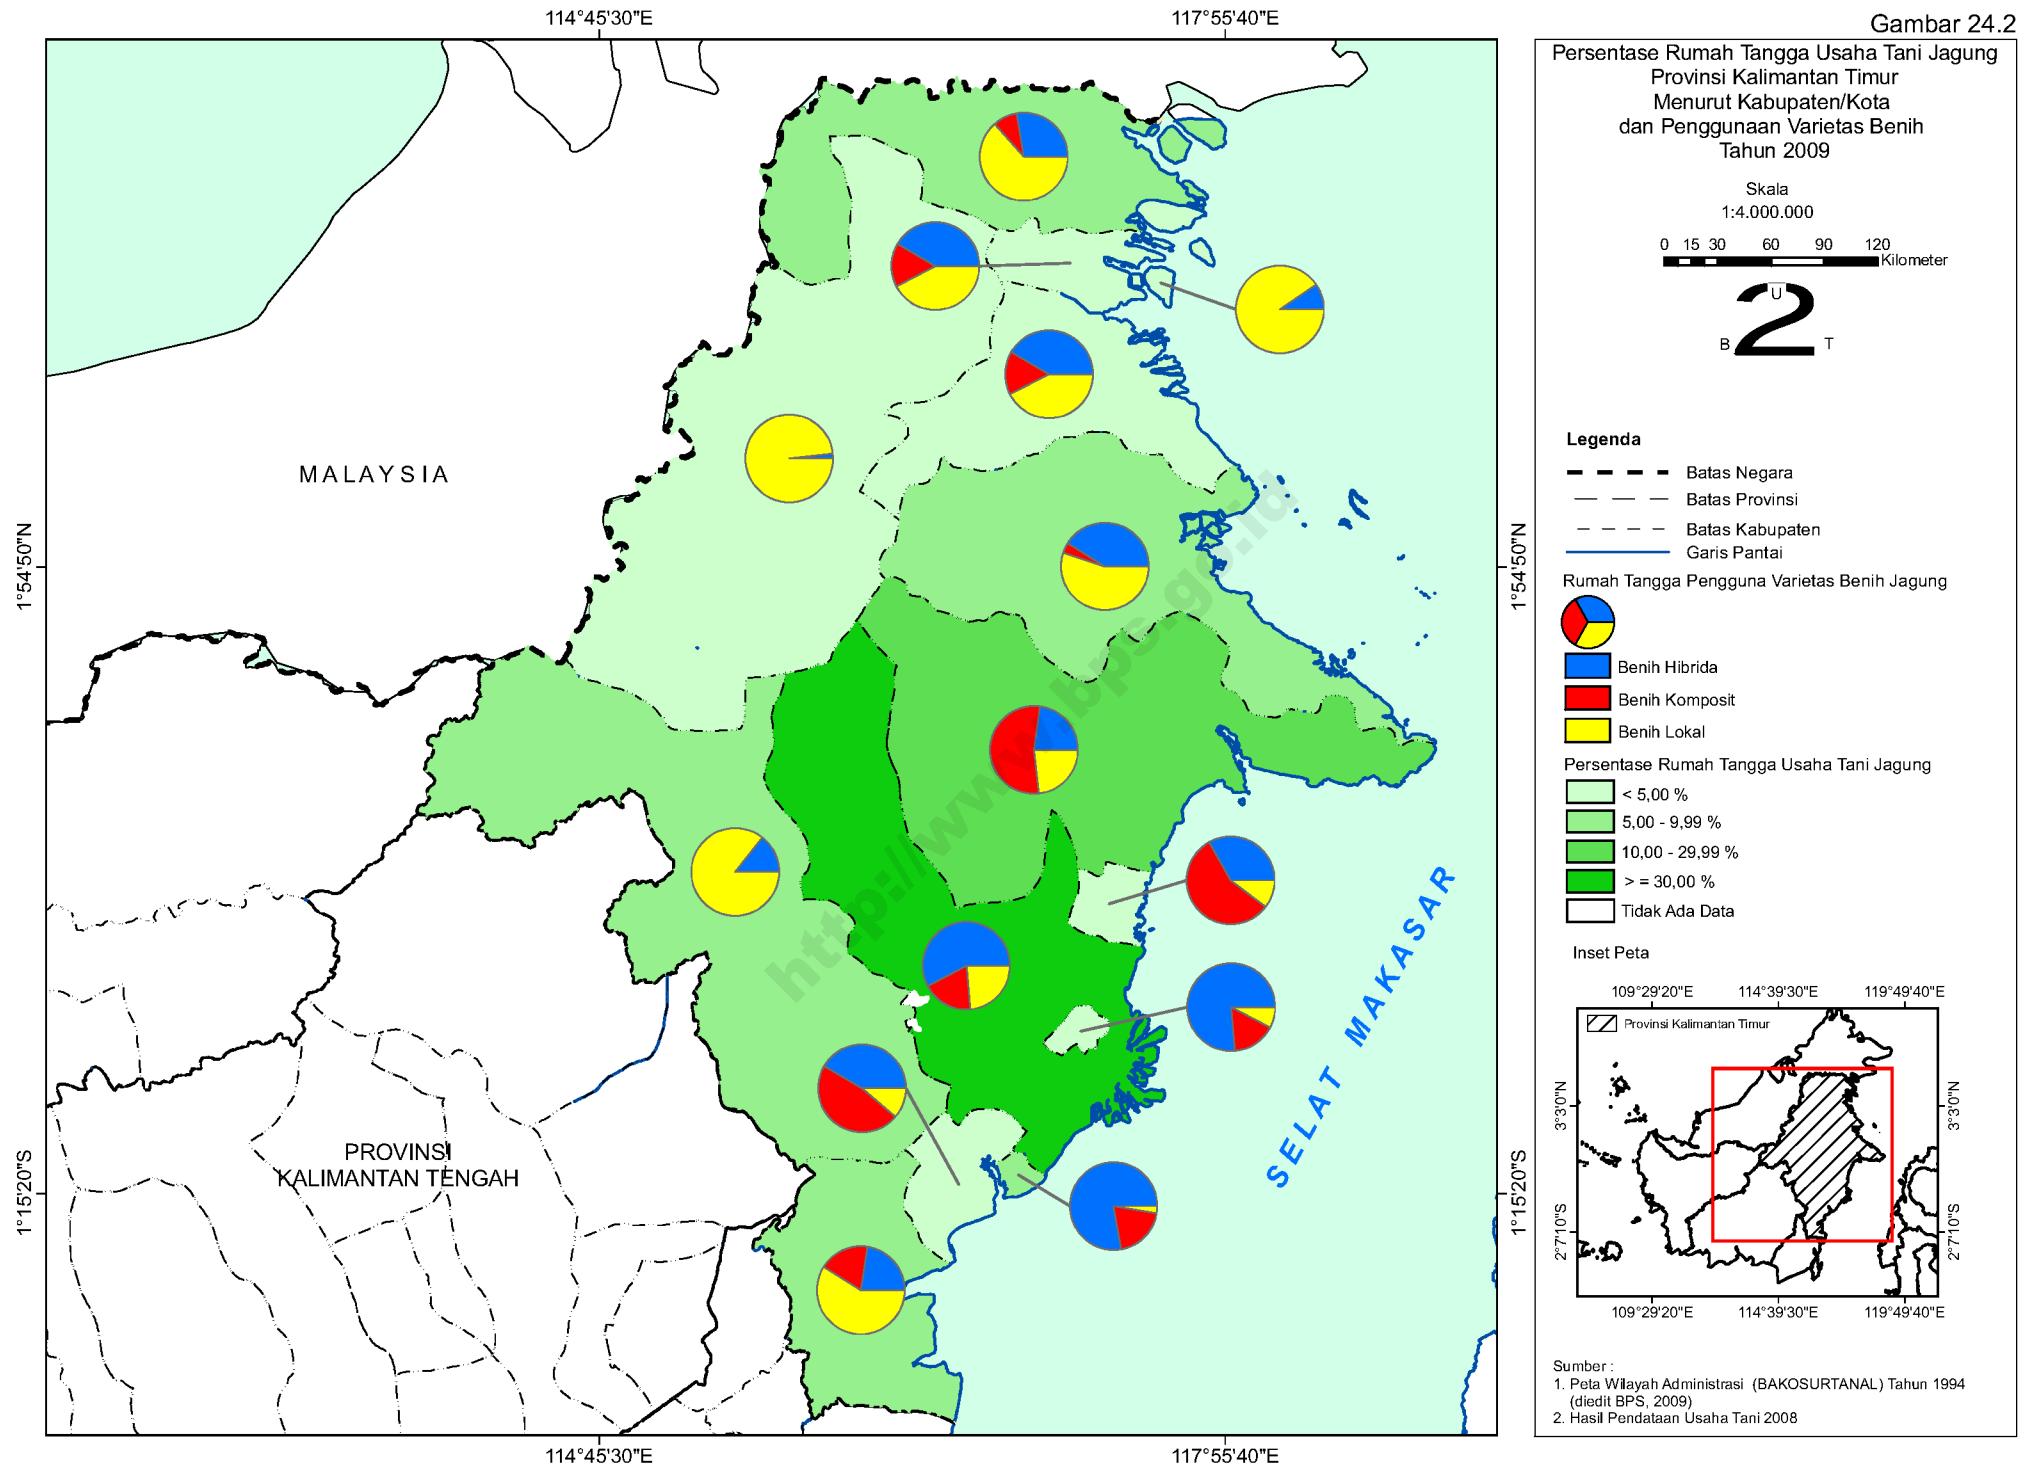 Gambar 24.2
114°45'30"E
117°55'40"E
1°54'50"N
1°15'20"S
MALAYSIA
PROVINSI
KALIMANTAN TENGAH
SELAT MAKASAR
http://www.bps.go.id
1°54'50"N
1°15'20"S
114°45'30"E
117°55'40"E
Persentase Rumah Tangga Usaha Tani Jagung
Provinsi Kalimantan Timur
Menurut Kabupaten/Kota
dan Penggunaan Varietas Benih
Tahun 2009
Skala
1:4.000.000
0 15 30 60 90 120
Kilometer
U
B T
Legenda
Batas Negara
Batas Provinsi
Batas Kabupaten
Garis Pantai
Rumah Tangga Pengguna Varietas Benih Jagung
Benih Hibrida
Benih Komposit
Benih Lokal
Persentase Rumah Tangga Usaha Tani Jagung
< 5,00 %
5,00 - 9,99 %
10,00 - 29,99 %
> = 30,00 %
Tidak Ada Data
Inset Peta
109°29'20"E 114°39'30"E 119°49'40"E
Provinsi Kalimantan Timur
3°3'0"N
3°3'0"N
2°7'10"S
2°7'10"S
109°29'20"E 114°39'30"E 119°49'40"E
Sumber :
1. Peta Wilayah Administrasi (BAKOSURTANAL) Tahun 1994
(diedit BPS, 2009)
2. Hasil Pendataan Usaha Tani 2008